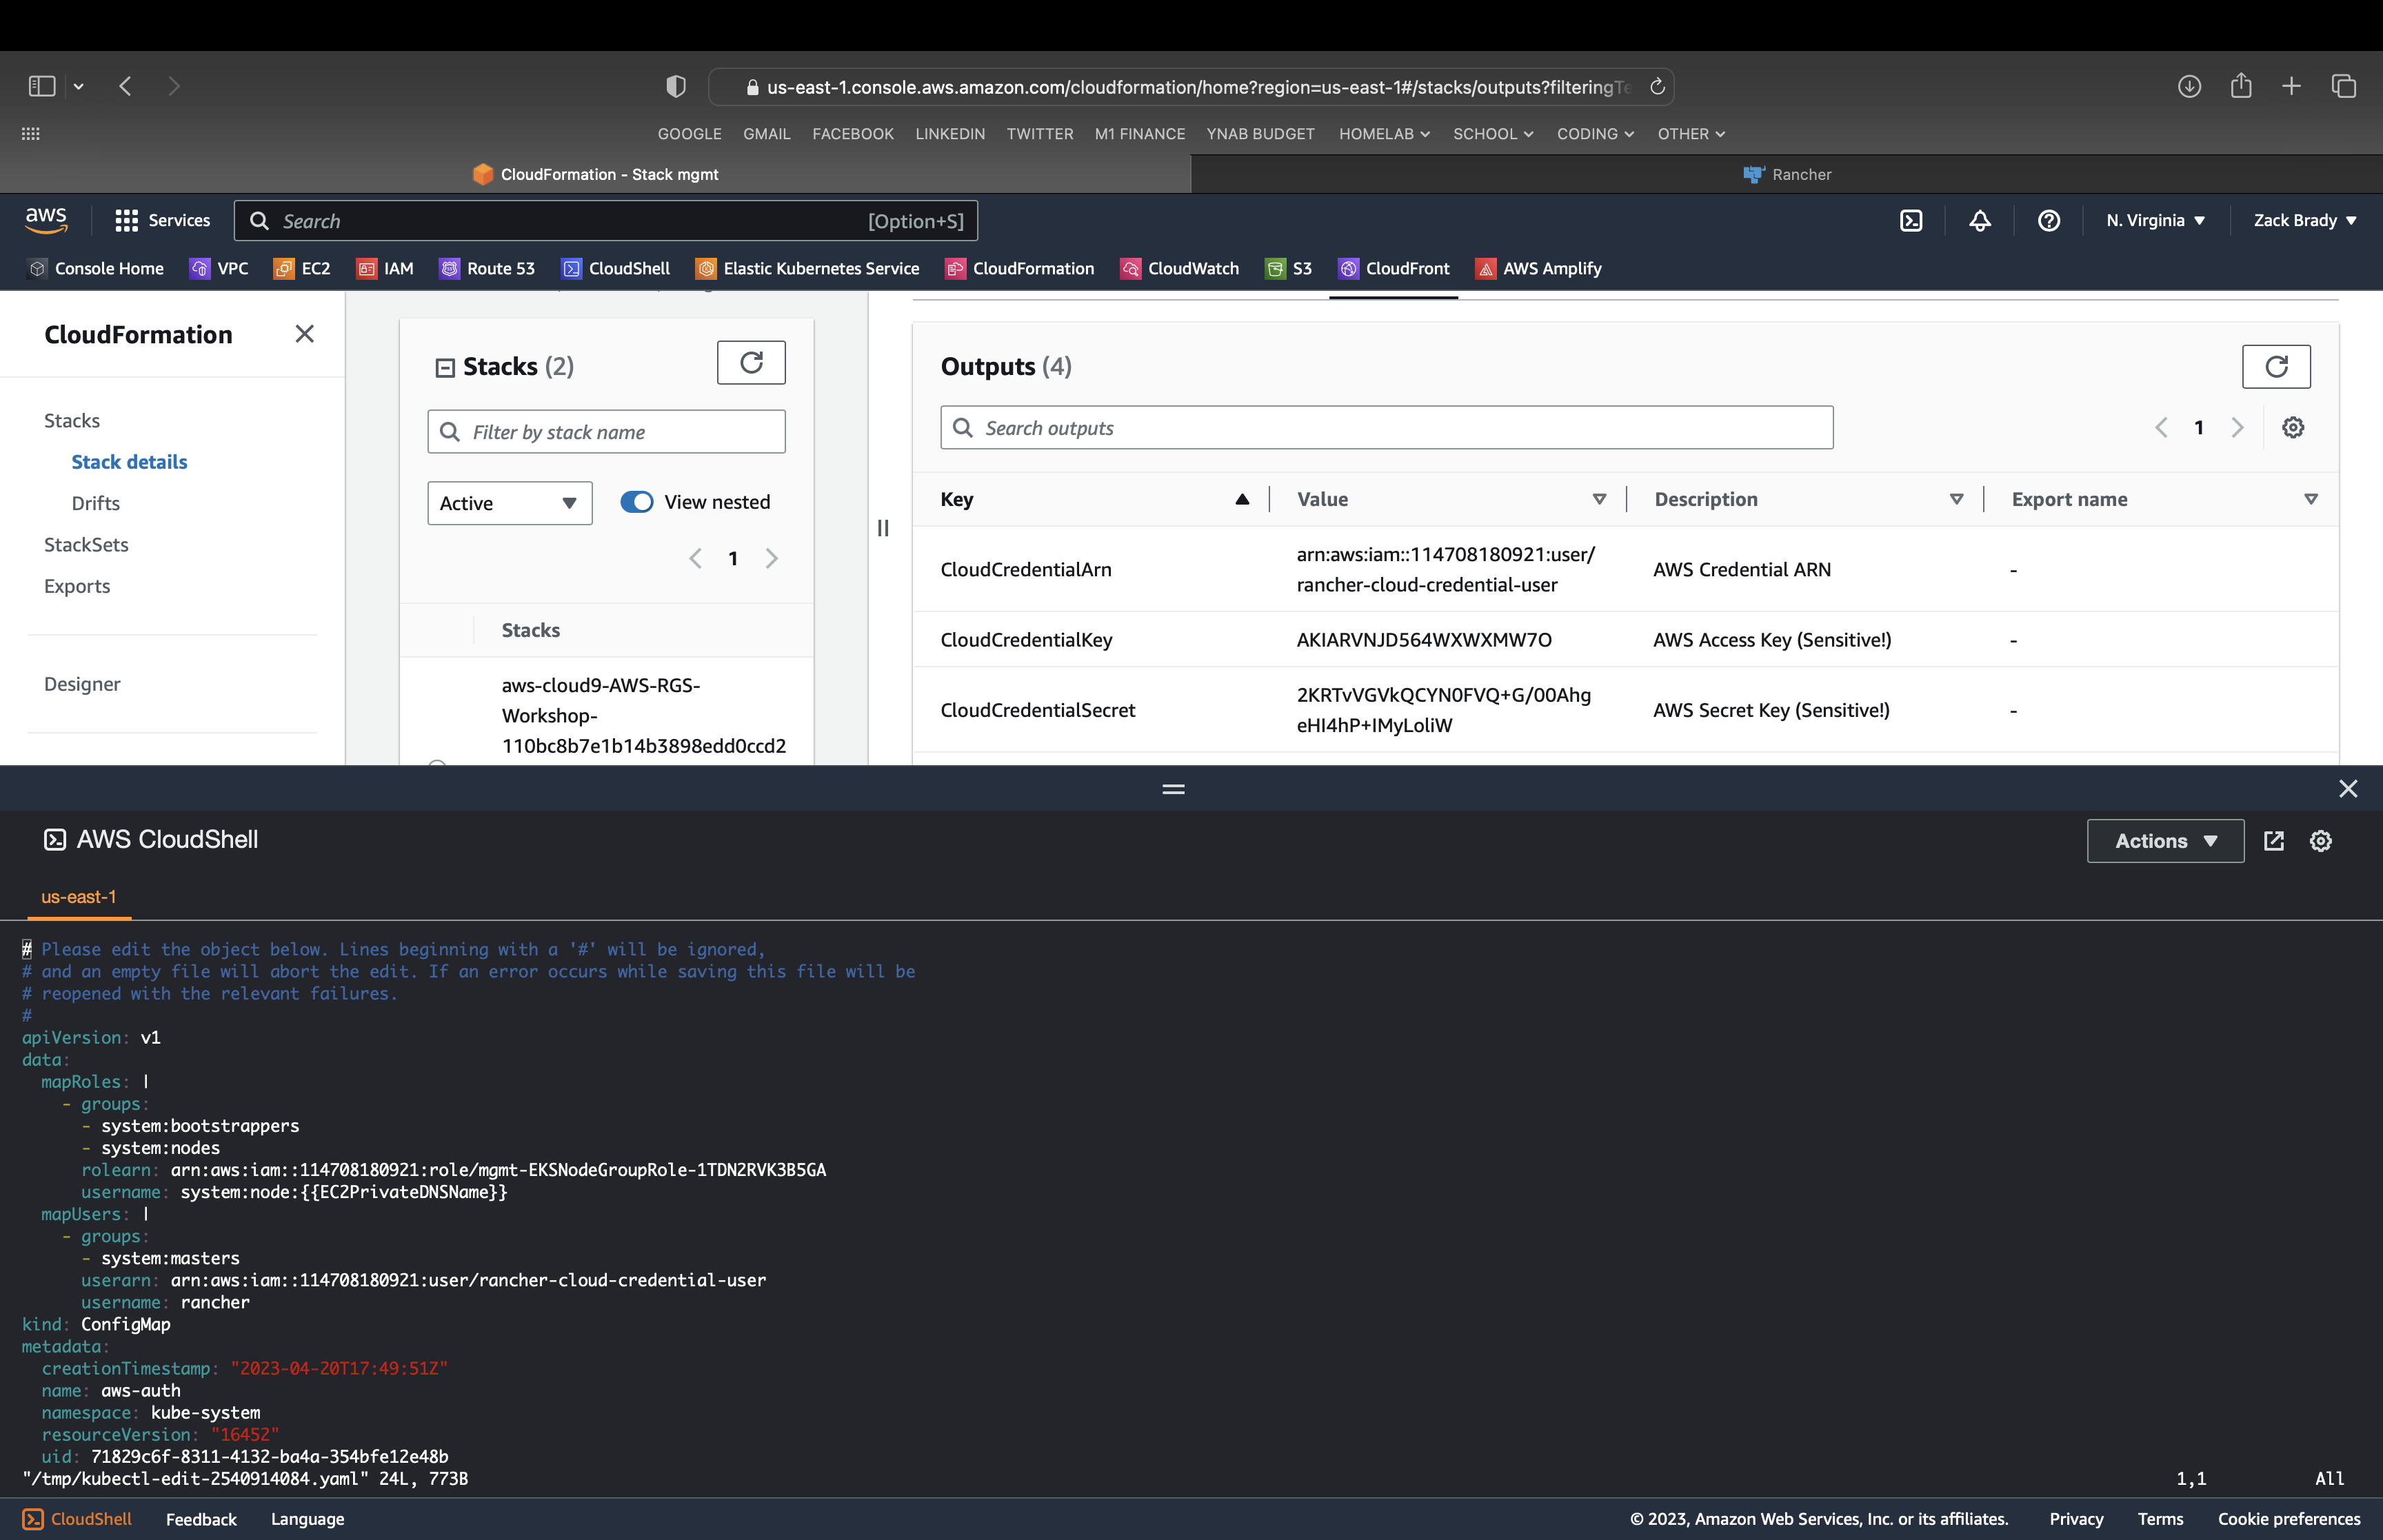 us-east-1.console.aws.amazon.com/cloudformation/home?region=us-east-1#/stacks/outputs?filteringTe
GOOGLE GMAIL FACEBOOK LINKEDIN TWITTER M1 FINANCE YNAB BUDGET HOMELAB SCHOOL CODING OTHER
CloudFormation - Stack mgmt
Rancher
aws Services Search [Option+S] N. Virginia Zack Brady
Console Home VPC EC2 IAM Route 53 CloudShell Elastic Kubernetes Service CloudFormation CloudWatch S3 CloudFront AWS Amplify
CloudFormation
Stacks
Stack details
Drifts
StackSets
Exports
Designer
Stacks (2)
Filter by stack name
Active View nested
1
Stacks
aws-cloud9-AWS-RGS-
Workshop-
110bc8b7e1b14b3898edd0ccd2
Outputs (4)
Search outputs
1
Key Value Description Export name
CloudCredentialArn arn:aws:iam::114708180921:user/
rancher-cloud-credential-user AWS Credential ARN -
CloudCredentialKey AKIARVNJD564WXWXMW7O AWS Access Key (Sensitive!) -
CloudCredentialSecret 2KRTvVGVkQCYN0FVQ+G/00Ahg
eHI4hP+IMyLoliW AWS Secret Key (Sensitive!) -
AWS CloudShell
Actions
us-east-1
# Please edit the object below. Lines beginning with a '#' will be ignored,
# and an empty file will abort the edit. If an error occurs while saving this file will be
# reopened with the relevant failures.
#
apiVersion: v1
data:
  mapRoles: |
    - groups:
      - system:bootstrappers
      - system:nodes
      rolearn: arn:aws:iam::114708180921:role/mgmt-EKSNodeGroupRole-1TDN2RVK3B5GA
      username: system:node:{{EC2PrivateDNSName}}
  mapUsers: |
    - groups:
      - system:masters
      userarn: arn:aws:iam::114708180921:user/rancher-cloud-credential-user
      username: rancher
kind: ConfigMap
metadata:
  creationTimestamp: "2023-04-20T17:49:51Z"
  name: aws-auth
  namespace: kube-system
  resourceVersion: "16452"
  uid: 71829c6f-8311-4132-ba4a-354bfe12e48b
"/tmp/kubectl-edit-2540914084.yaml" 24L, 773B 1,1 All
CloudShell Feedback Language © 2023, Amazon Web Services, Inc. or its affiliates. Privacy Terms Cookie preferences